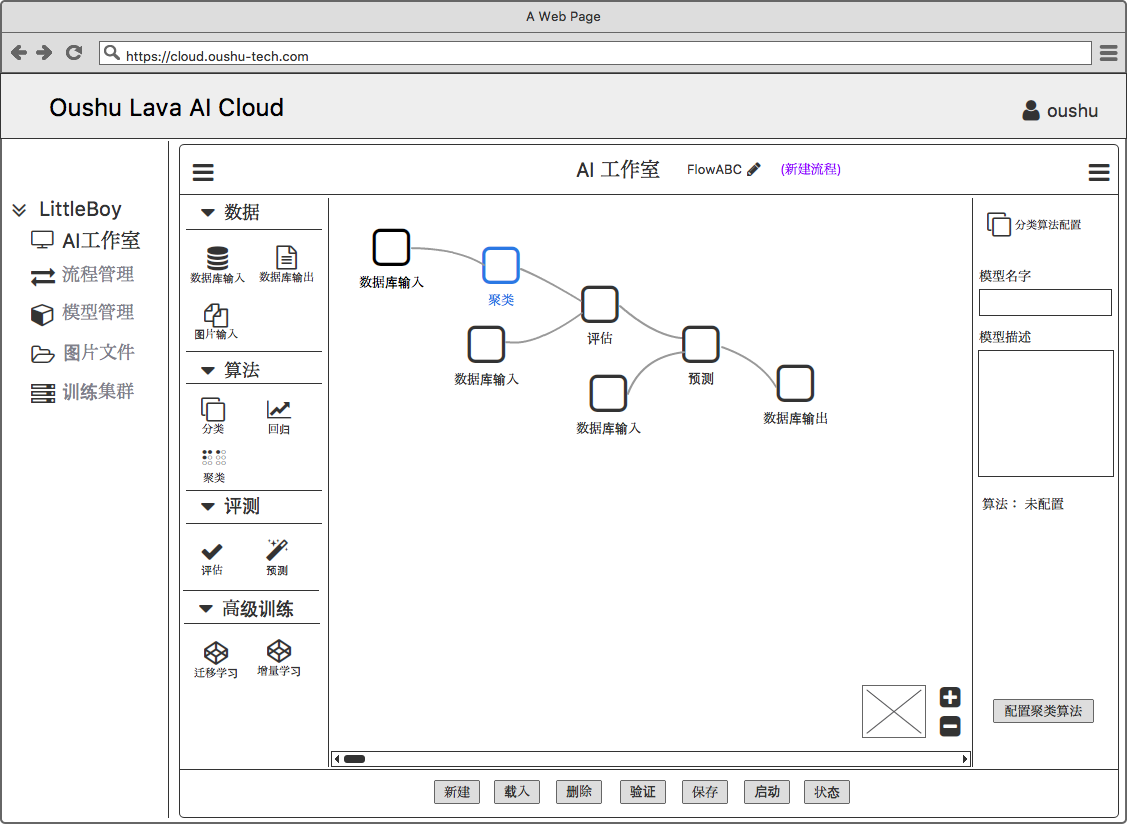 A Web Page
https://cloud.oushu-tech.com
Oushu Lava AI Cloud
oushu
LittleBoy
AI工作室
流程管理
模型管理
图片文件
训练集群
AI 工作室 FlowABC (新建流程)
数据
数据库输入 数据库输出
图片输入
算法
分类 回归
聚类
评测
评估 预测
高级训练
迁移学习 增量学习
数据库输入
聚类
评估
数据库输入
预测
数据库输入
数据库输出
分类算法配置
模型名字
模型描述
算法： 未配置
配置聚类算法
新建 载入 删除 验证 保存 启动 状态